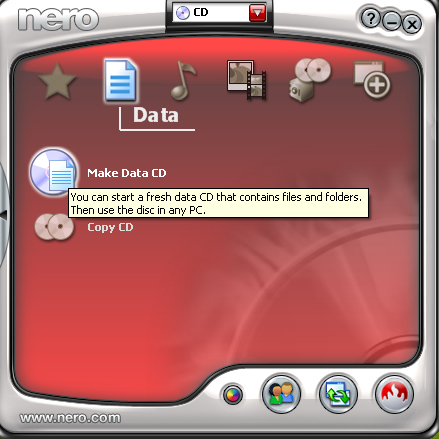 nero
CD
?
Data
Make Data CD
You can start a fresh data CD that contains files and folders.
Then use the disc in any PC.
Copy CD
www.nero.com